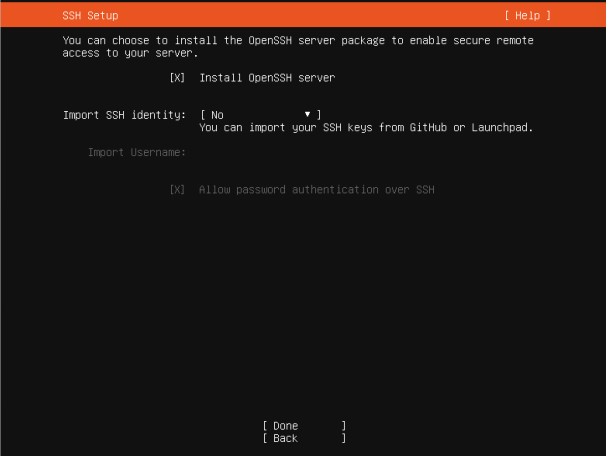 SSH Setup [ Help ]
You can choose to install the OpenSSH server package to enable secure remote
access to your server.
[X] Install OpenSSH server
Import SSH identity: [ No ▾ ]
You can import your SSH keys from GitHub or Launchpad.
Import Username:
[X] Allow password authentication over SSH
[ Done ]
[ Back ]